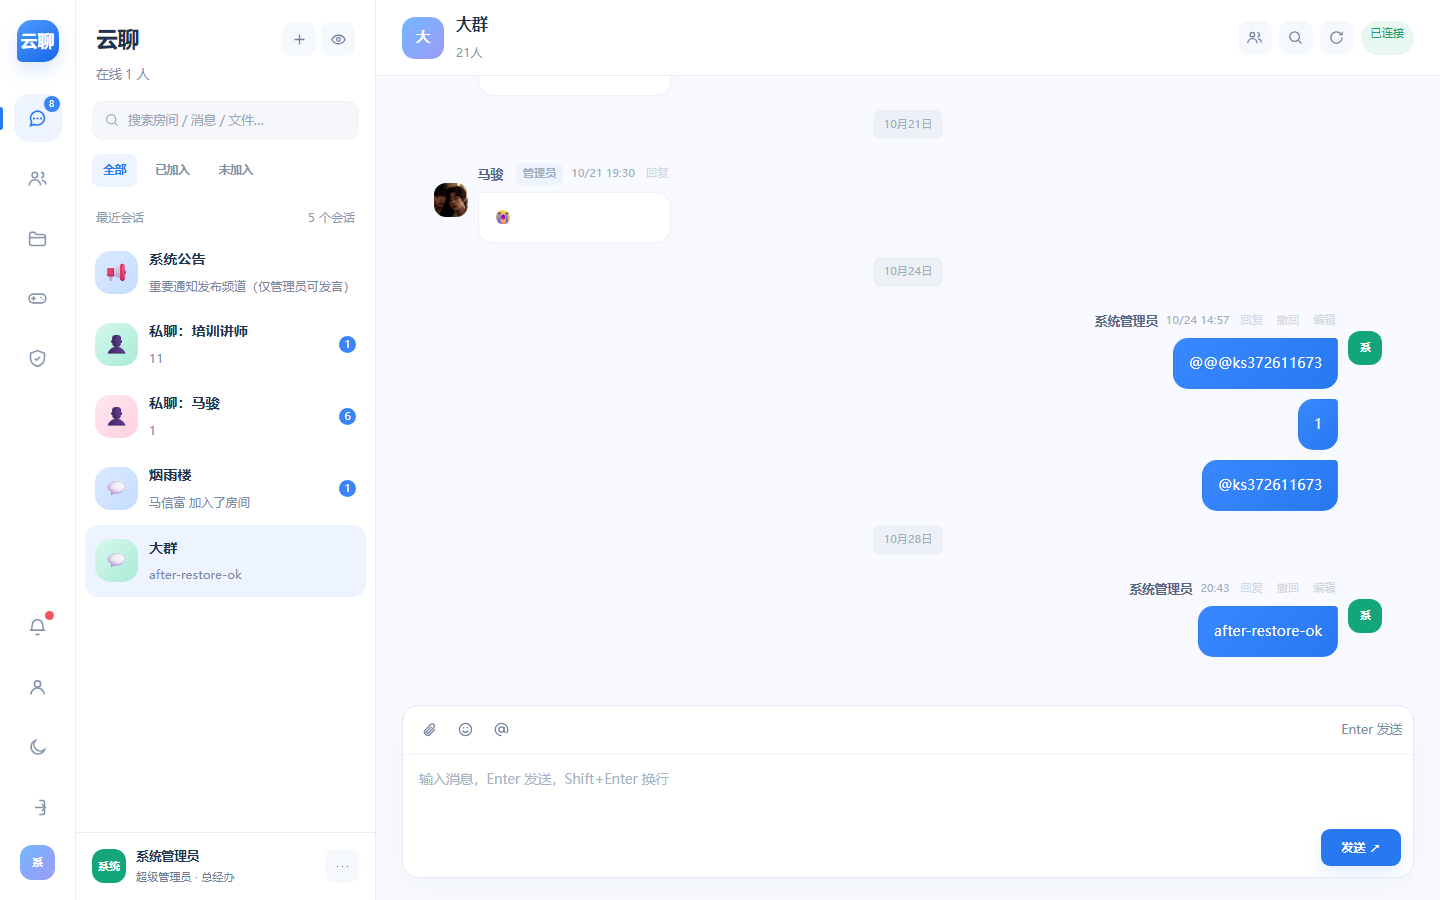 云聊
8
云聊
在线 1 人
搜索房间 / 消息 / 文件...
全部
已加入
未加入
最近会话
5 个会话
系统公告
重要通知发布频道（仅管理员可发言）
私聊：培训讲师
11
1
私聊：马骏
1
6
烟雨楼
马信富 加入了房间
1
大群
after-restore-ok
系统
系统管理员
超级管理员 · 总经办
...
系
大
大群
21人
已连接
10月21日
马骏 管理员 10/21 19:30 回复
10月24日
系统管理员 10/24 14:57 回复 撤回 编辑
系
@@@ks372611673
1
@ks372611673
10月28日
系统管理员 20:43 回复 撤回 编辑
系
after-restore-ok
Enter 发送
输入消息，Enter 发送，Shift+Enter 换行
发送 ↗